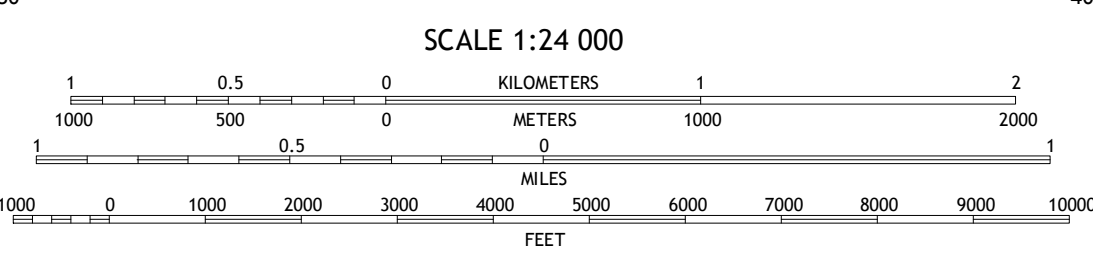 SCALE 1:24 000
1 0.5 0 KILOMETERS 1 2
1000 500 0 METERS 1000 2000
1 0.5 0 1
MILES
1000 0 1000 2000 3000 4000 5000 6000 7000 8000 9000 10000
FEET